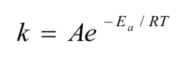 k = Ae^{-E_a / RT}